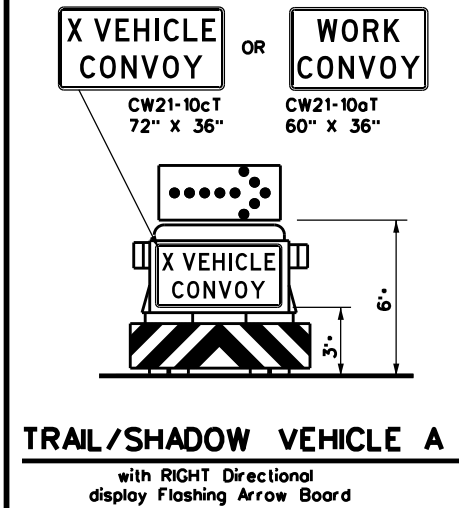 X VEHICLE
CONVOY
OR
WORK
CONVOY
CW21-10cT
72" X 36"
CW21-10aT
60" X 36"
X VEHICLE
CONVOY
6'±
3'±
TRAIL/SHADOW VEHICLE A
with RIGHT Directional
display Flashing Arrow Board